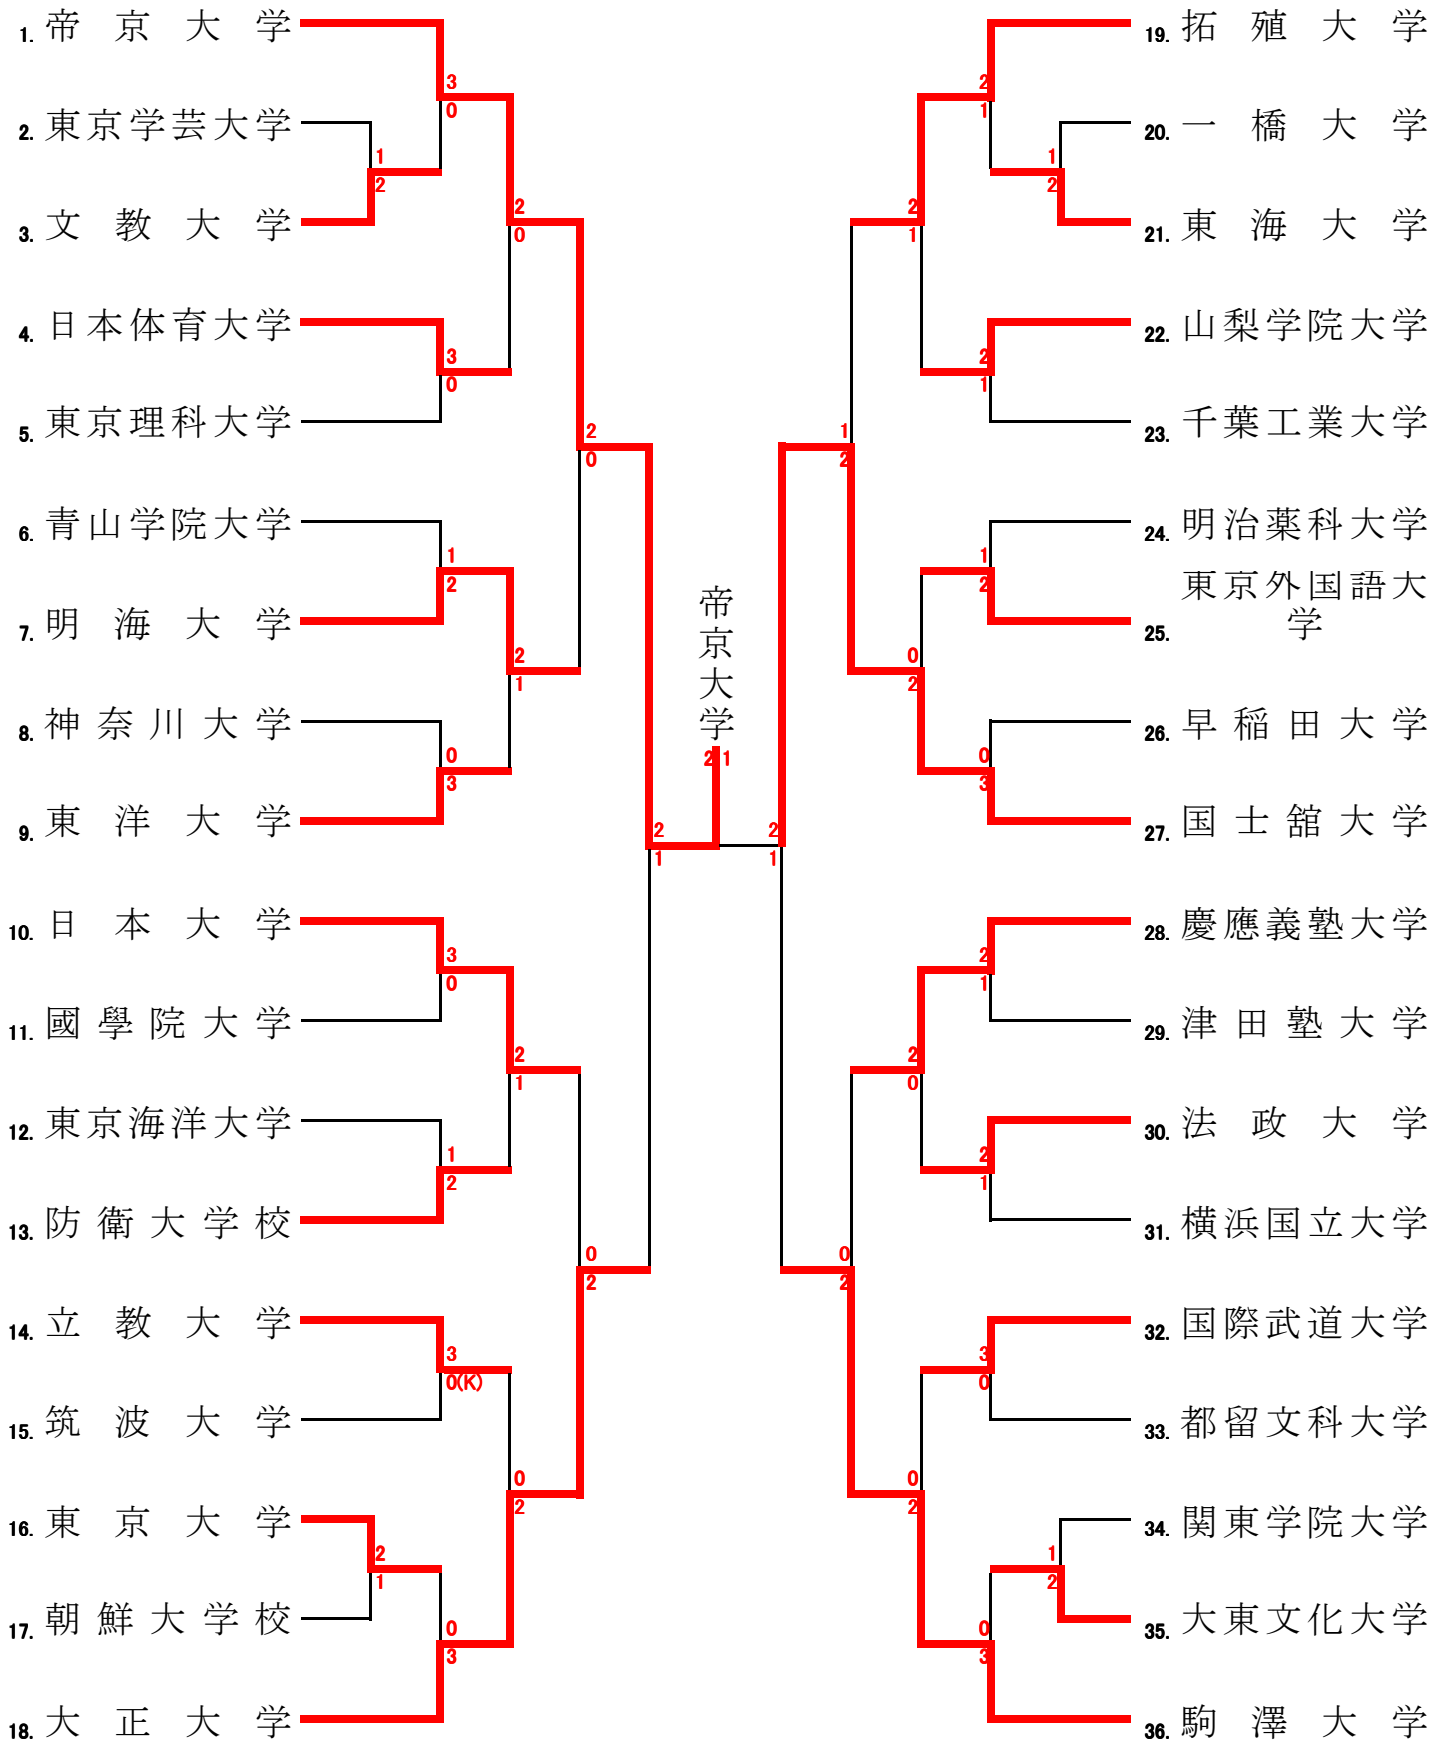 1. 帝京大学
2. 東京学芸大学
3. 文教大学
4. 日本体育大学
5. 東京理科大学
6. 青山学院大学
7. 明海大学
8. 神奈川大学
9. 東洋大学
10. 日本大学
11. 國學院大学
12. 東京海洋大学
13. 防衛大学校
14. 立教大学
15. 筑波大学
16. 東京大学
17. 朝鮮大学校
18. 大正大学
3
0
1
2
2
0
3
0
2
0
1
2
2
1
0
3
2
1
3
0
2
1
1
2
0
2
3
0(K)
0
2
2
1
0
3
帝京大学
2 1
19. 拓殖大学
20. 一橋大学
21. 東海大学
22. 山梨学院大学
23. 千葉工業大学
24. 明治薬科大学
25. 東京外国語大
学
26. 早稲田大学
27. 国士舘大学
28. 慶應義塾大学
29. 津田塾大学
30. 法政大学
31. 横浜国立大学
32. 国際武道大学
33. 都留文科大学
34. 関東学院大学
35. 大東文化大学
36. 駒澤大学
2
1
1
2
2
1
2
1
1
2
1
2
0
2
0
3
2
1
2
1
2
0
2
1
0
2
3
0
0
2
1
2
0
3